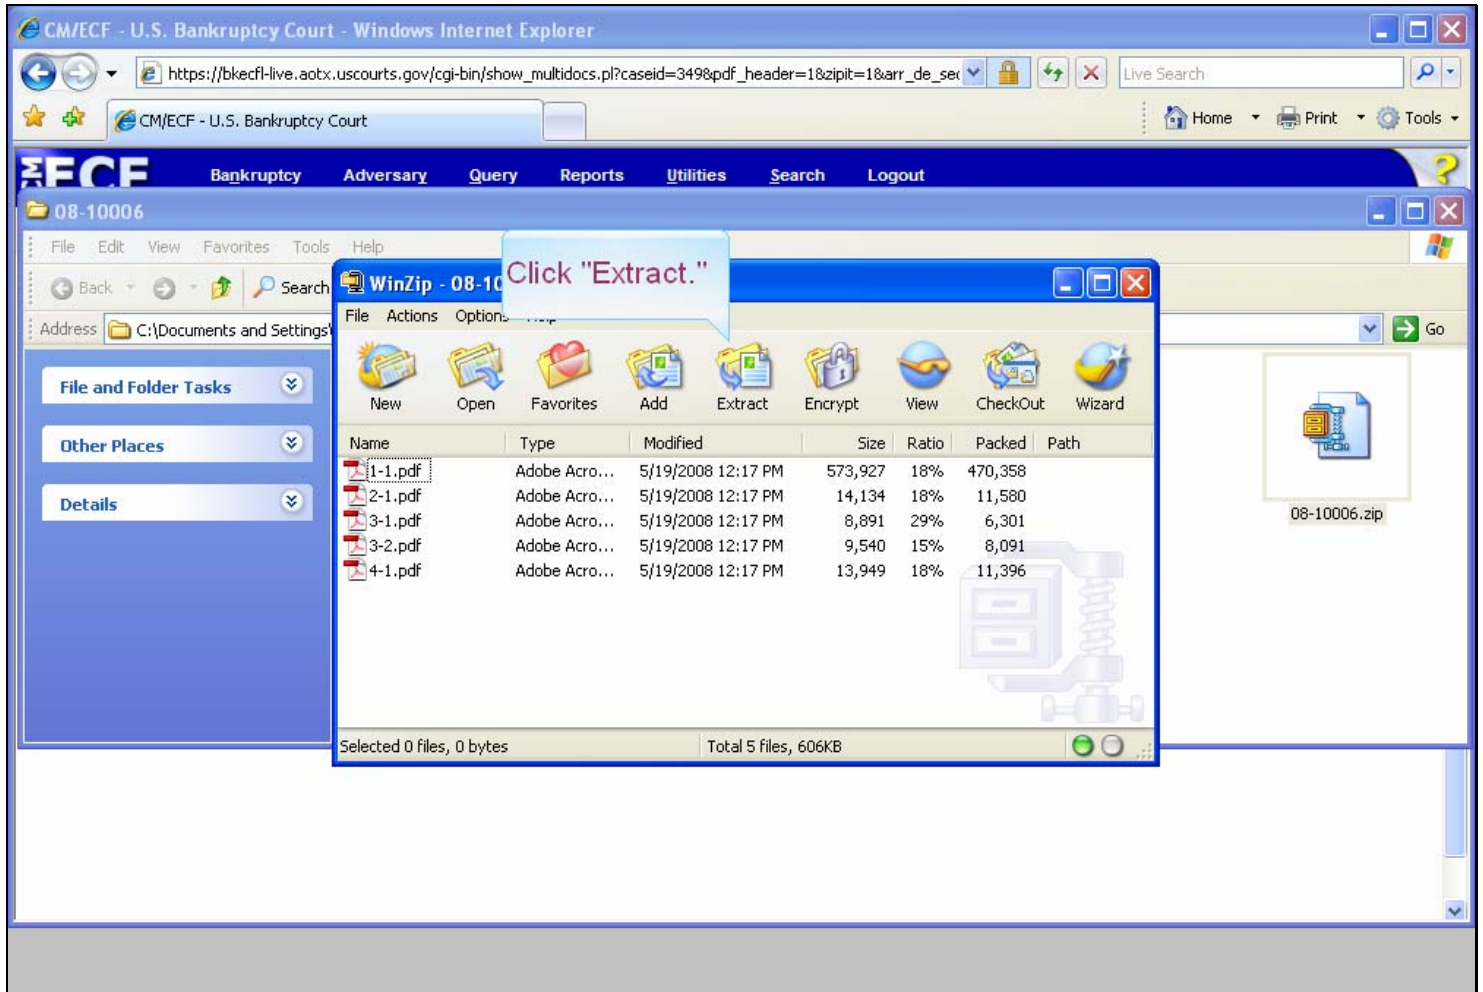 CM/ECF - U.S. Bankruptcy Court - Windows Internet Explorer
https://bkecfl-live.aotx.uscourts.gov/cgi-bin/show_multidocs.pl?caseid=349&pdf_header=1&zipit=1&arr_de_se
Live Search
CM/ECF - U.S. Bankruptcy Court
Home Print Tools
ECF Bankruptcy Adversary Query Reports Utilities Search Logout ?
08-10006
File Edit View Favorites Tools Help
Back Search
Address C:\Documents and Settings\
Go
File and Folder Tasks
Other Places
Details
08-10006.zip
Click "Extract."
WinZip - 08-10
File Actions Options
New Open Favorites Add Extract Encrypt View CheckOut Wizard
Name Type Modified Size Ratio Packed Path
1-1.pdf Adobe Acro... 5/19/2008 12:17 PM 573,927 18% 470,358
2-1.pdf Adobe Acro... 5/19/2008 12:17 PM 14,134 18% 11,580
3-1.pdf Adobe Acro... 5/19/2008 12:17 PM 8,891 29% 6,301
3-2.pdf Adobe Acro... 5/19/2008 12:17 PM 9,540 15% 8,091
4-1.pdf Adobe Acro... 5/19/2008 12:17 PM 13,949 18% 11,396
Selected 0 files, 0 bytes Total 5 files, 606KB